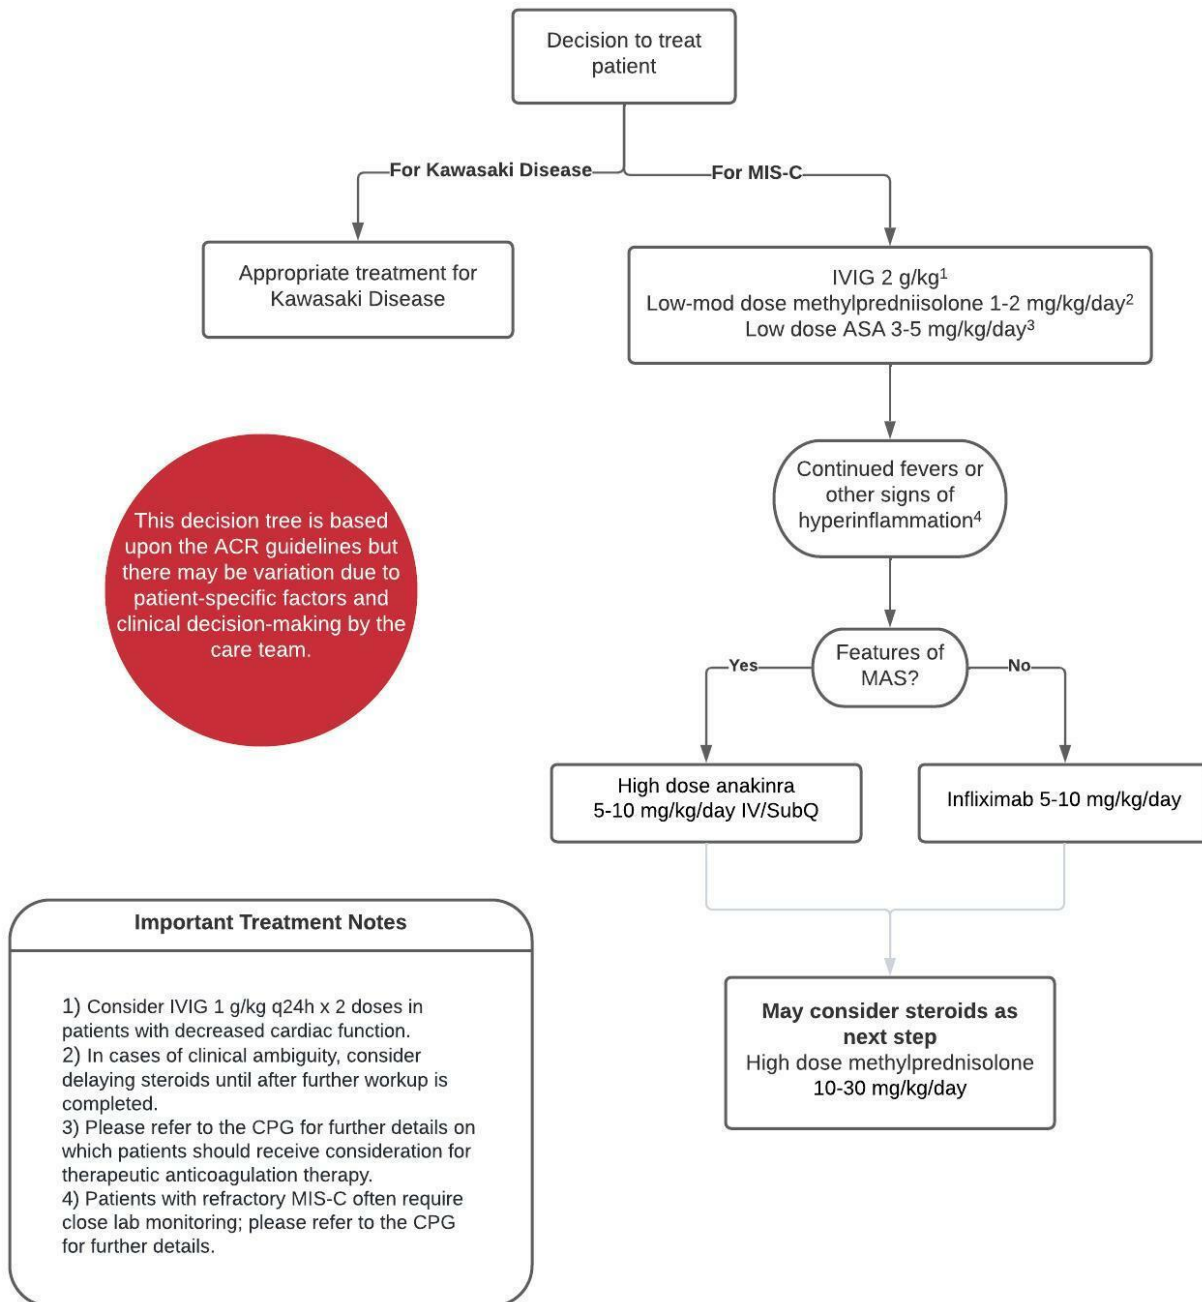 Decision to treat
patient
For Kawasaki Disease
For MIS-C
Appropriate treatment for
Kawasaki Disease
IVIG 2 g/kg¹
Low-mod dose methylpredniisolone 1-2 mg/kg/day²
Low dose ASA 3-5 mg/kg/day³
This decision tree is based
upon the ACR guidelines but
there may be variation due to
patient-specific factors and
clinical decision-making by the
care team.
Continued fevers or
other signs of
hyperinflammation⁴
Features of
MAS?
Yes
No
High dose anakinra
5-10 mg/kg/day IV/SubQ
Infliximab 5-10 mg/kg/day
May consider steroids as
next step
High dose methylprednisolone
10-30 mg/kg/day
Important Treatment Notes
1) Consider IVIG 1 g/kg q24h x 2 doses in
patients with decreased cardiac function.
2) In cases of clinical ambiguity, consider
delaying steroids until after further workup is
completed.
3) Please refer to the CPG for further details on
which patients should receive consideration for
therapeutic anticoagulation therapy.
4) Patients with refractory MIS-C often require
close lab monitoring; please refer to the CPG
for further details.